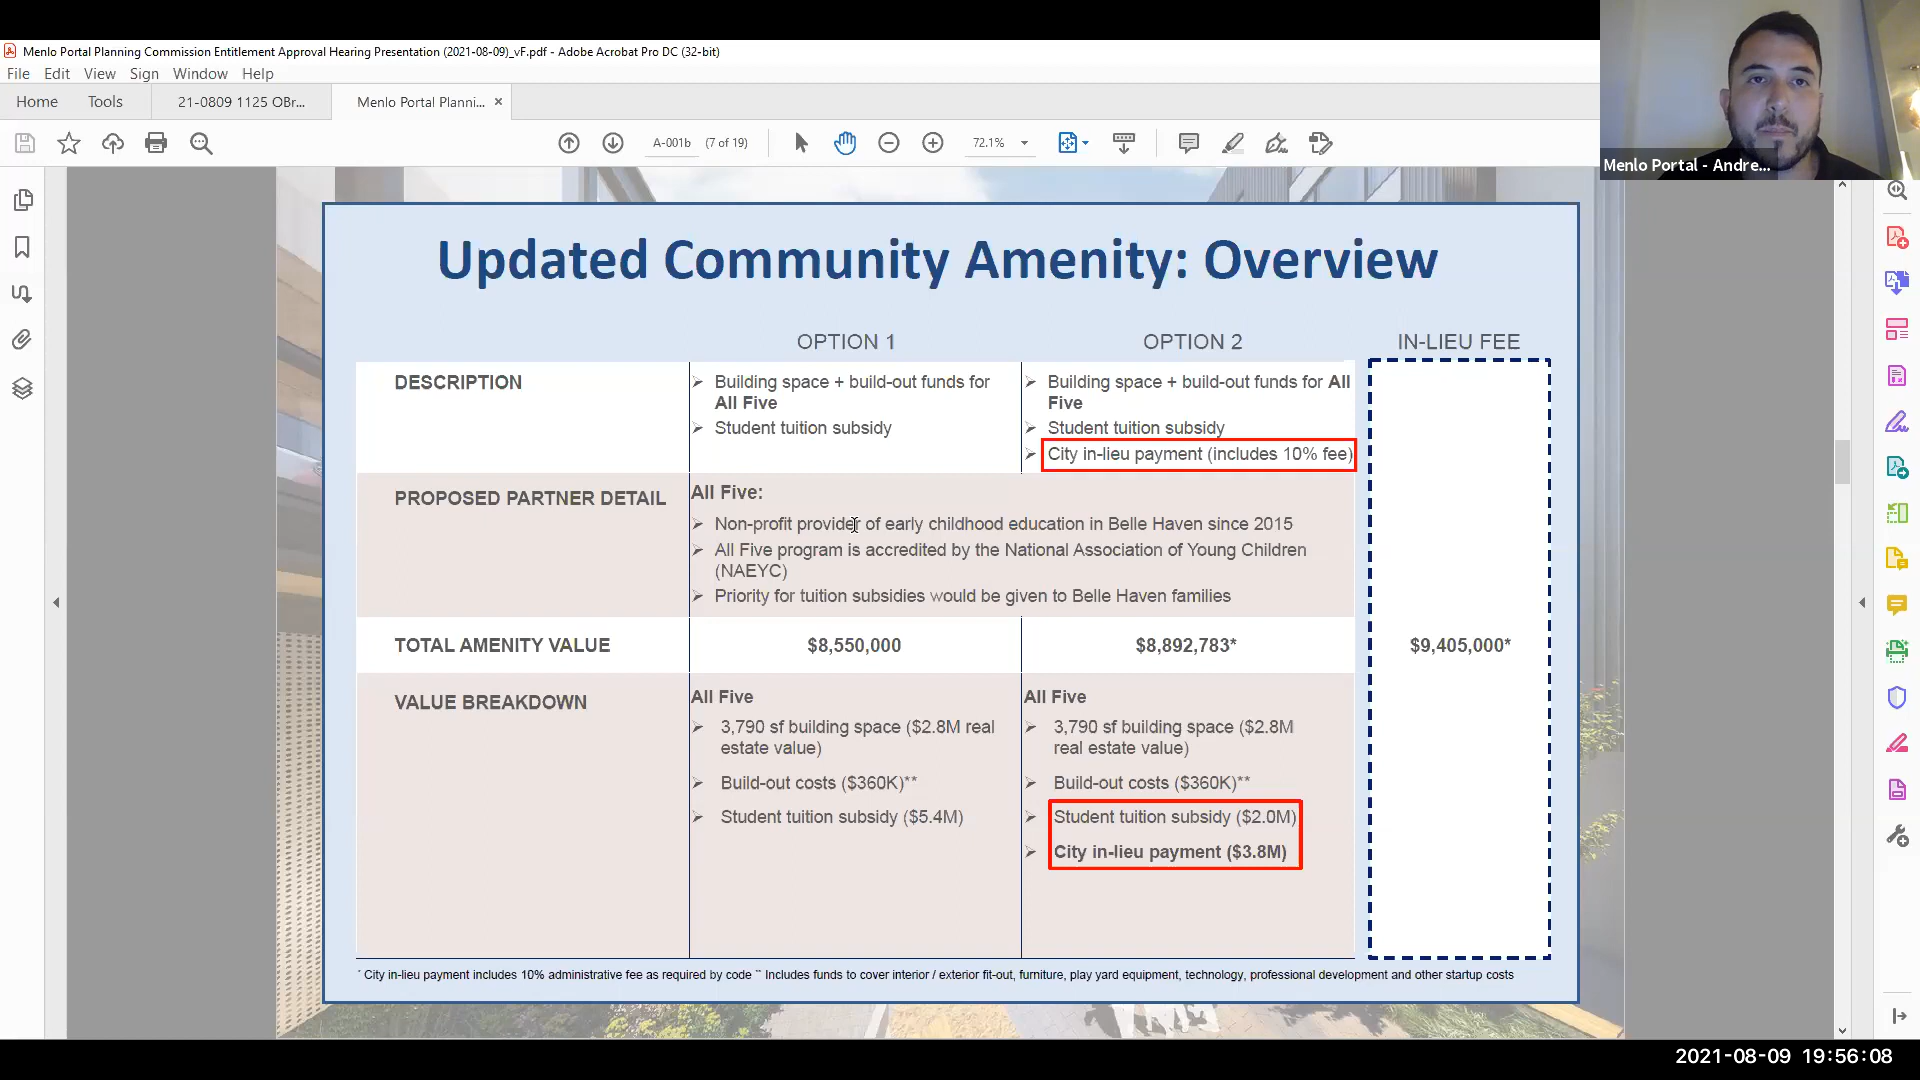 Menlo Portal Planning Commission Entitlement Approval Hearing Presentation (2021-08-09)_vF.pdf - Adobe Acrobat Pro DC (32-bit)
File Edit View Sign Window Help
Home Tools 21-0809 1125 OBr... Menlo Portal Planni... ×
A-001b (7 of 19) 72.1%
Menlo Portal - Andre...
Updated Community Amenity: Overview
OPTION 1 OPTION 2 IN-LIEU FEE
DESCRIPTION
Building space + build-out funds for
All Five
Student tuition subsidy
Building space + build-out funds for All
Five
Student tuition subsidy
City in-lieu payment (includes 10% fee)
PROPOSED PARTNER DETAIL
All Five:
Non-profit provider of early childhood education in Belle Haven since 2015
All Five program is accredited by the National Association of Young Children
(NAEYC)
Priority for tuition subsidies would be given to Belle Haven families
TOTAL AMENITY VALUE $8,550,000 $8,892,783* $9,405,000*
VALUE BREAKDOWN
All Five
3,790 sf building space ($2.8M real
estate value)
Build-out costs ($360K)**
Student tuition subsidy ($5.4M)
All Five
3,790 sf building space ($2.8M
real estate value)
Build-out costs ($360K)**
Student tuition subsidy ($2.0M)
City in-lieu payment ($3.8M)
* City in-lieu payment includes 10% administrative fee as required by code ** Includes funds to cover interior / exterior fit-out, furniture, play yard equipment, technology, professional development and other startup costs
2021-08-09 19:56:08